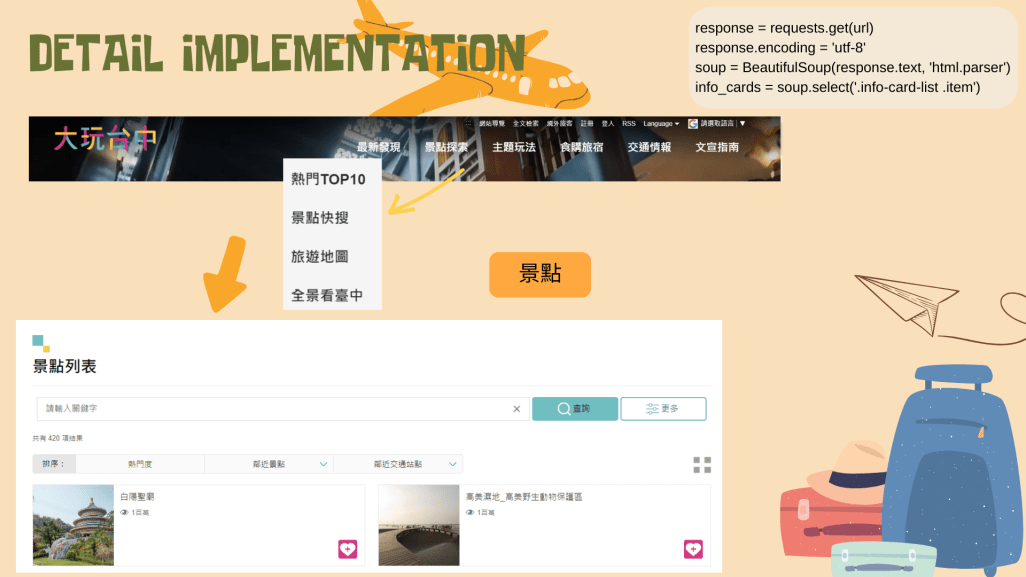 DETAIL IMPLEMENTATION
response = requests.get(url)
response.encoding = 'utf-8'
soup = BeautifulSoup(response.text, 'html.parser')
info_cards = soup.select('.info-card-list .item')
大玩台中
::: 網站導覽 全文檢索 境外旅客 註冊 登入 RSS Language 請選取語言 | ▼
最新發現 景點探索 主題玩法 食購旅宿 交通情報 文宣指南
熱門TOP10
景點快搜
旅遊地圖
全景看臺中
景點
景點列表
請輸入關鍵字 × 查詢 更多
共有 420 項結果
排序： 熱門度 鄰近景點 鄰近交通站點
白陽聖廟 高美濕地_高美野生動物保護區
1百萬 1百萬